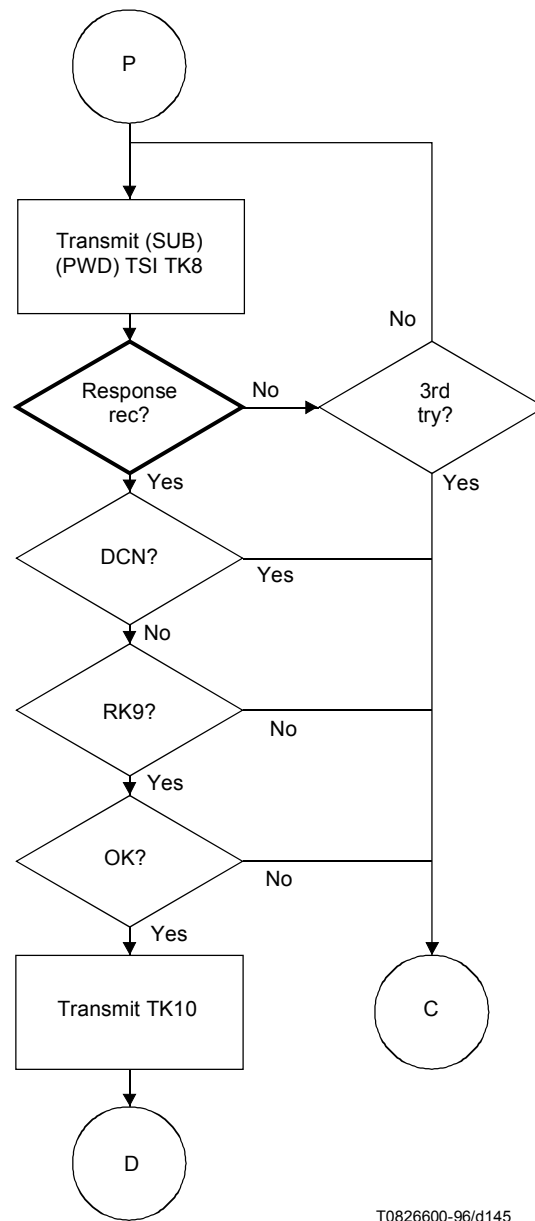 P
Transmit (SUB)
(PWD) TSI TK8
No
Response
rec?
No
3rd
try?
Yes
Yes
DCN?
Yes
No
RK9?
No
Yes
OK?
No
Yes
Transmit TK10
C
D
T0826600-96/d145